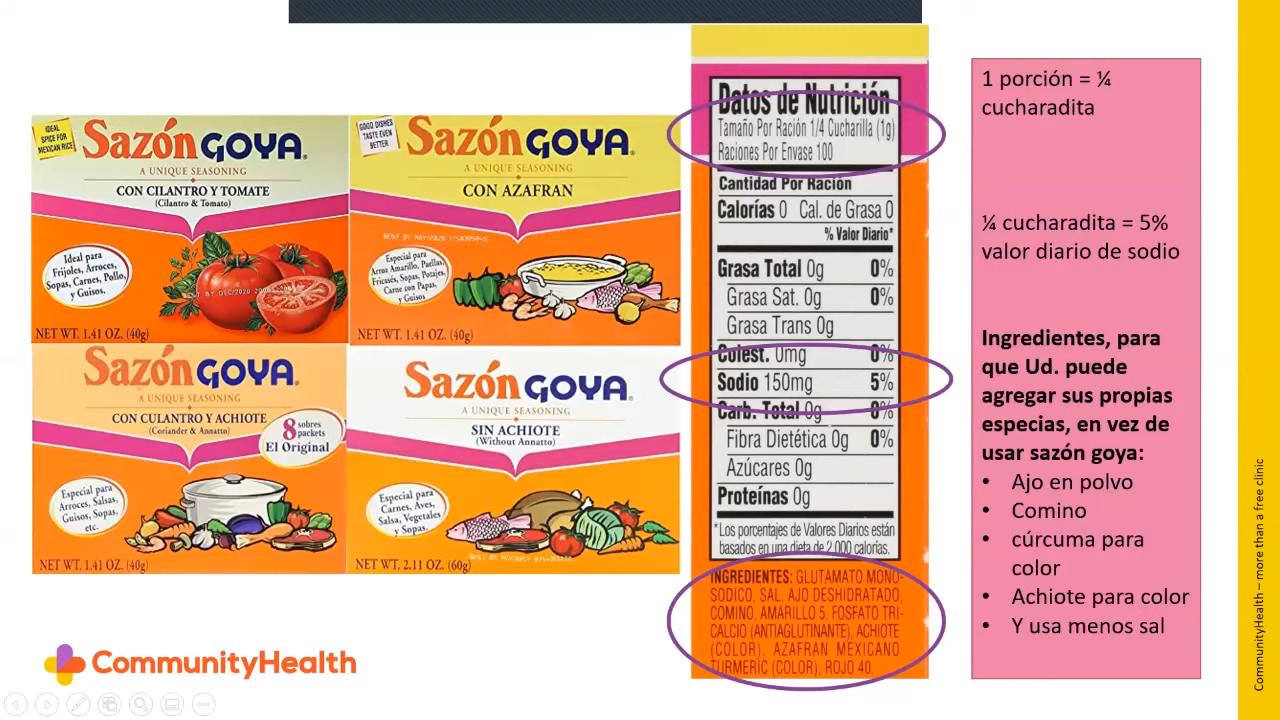 IDEAL
SPICE FOR
MEXICAN RICE
Sazón GOYA®
A UNIQUE SEASONING
CON CILANTRO Y TOMATE
(Cilantro & Tomato)
Ideal para
Frijoles, Arroces,
Sopas, Carnes, Pollo,
y Guisos.
NET WT. 1.41 OZ. (40g)
GOOD DISHES
TASTE EVEN
BETTER
Sazón GOYA®
A UNIQUE SEASONING
CON AZAFRAN
Especial para
Arroz Amarillo, Paellas,
Fricasés, Sopas, Potajes,
Carne con Papas,
y Guisos
NET WT. 1.41 OZ. (40g)
Sazón GOYA®
A UNIQUE SEASONING
CON CULANTRO Y ACHIOTE
(Coriander & Annatto)
8 sobres
packets
El Original
Especial para
Arroces, Salsas,
Guisos, Sopas,
etc.
NET WT. 1.41 OZ. (40g)
Sazón GOYA®
A UNIQUE SEASONING
SIN ACHIOTE
(Without Annatto)
Especial para
Carnes, Aves,
Salsa, Vegetales
y Sopas.
NET WT. 2.11 OZ. (60g)
Datos de Nutrición
Tamaño Por Ración 1/4 Cucharilla (1g)
Raciones Por Envase 100
Cantidad Por Ración
Calorías 0 Cal. de Grasa 0
% Valor Diario*
Grasa Total 0g 0%
Grasa Sat. 0g 0%
Grasa Trans 0g
Colest. 0mg 0%
Sodio 150mg 5%
Carb. Total 0g 0%
Fibra Dietética 0g 0%
Azúcares 0g
Proteínas 0g
*Los porcentajes de Valores Diarios están
basados en una dieta de 2,000 calorías.
INGREDIENTES: GLUTAMATO MONO-
SODICO, SAL, AJO DESHIDRATADO,
COMINO, AMARILLO 5, FOSFATO TRI-
CALCIO (ANTIAGLUTINANTE), ACHIOTE
(COLOR), AZAFRAN MEXICANO
TURMERIC (COLOR), ROJO 40.
1 porción = ¼
cucharadita
¼ cucharadita = 5%
valor diario de sodio
Ingredientes, para
que Ud. puede
agregar sus propias
especias, en vez de
usar sazón goya:
• Ajo en polvo
• Comino
• cúrcuma para
color
• Achiote para color
• Y usa menos sal
CommunityHealth
CommunityHealth – more than a free clinic